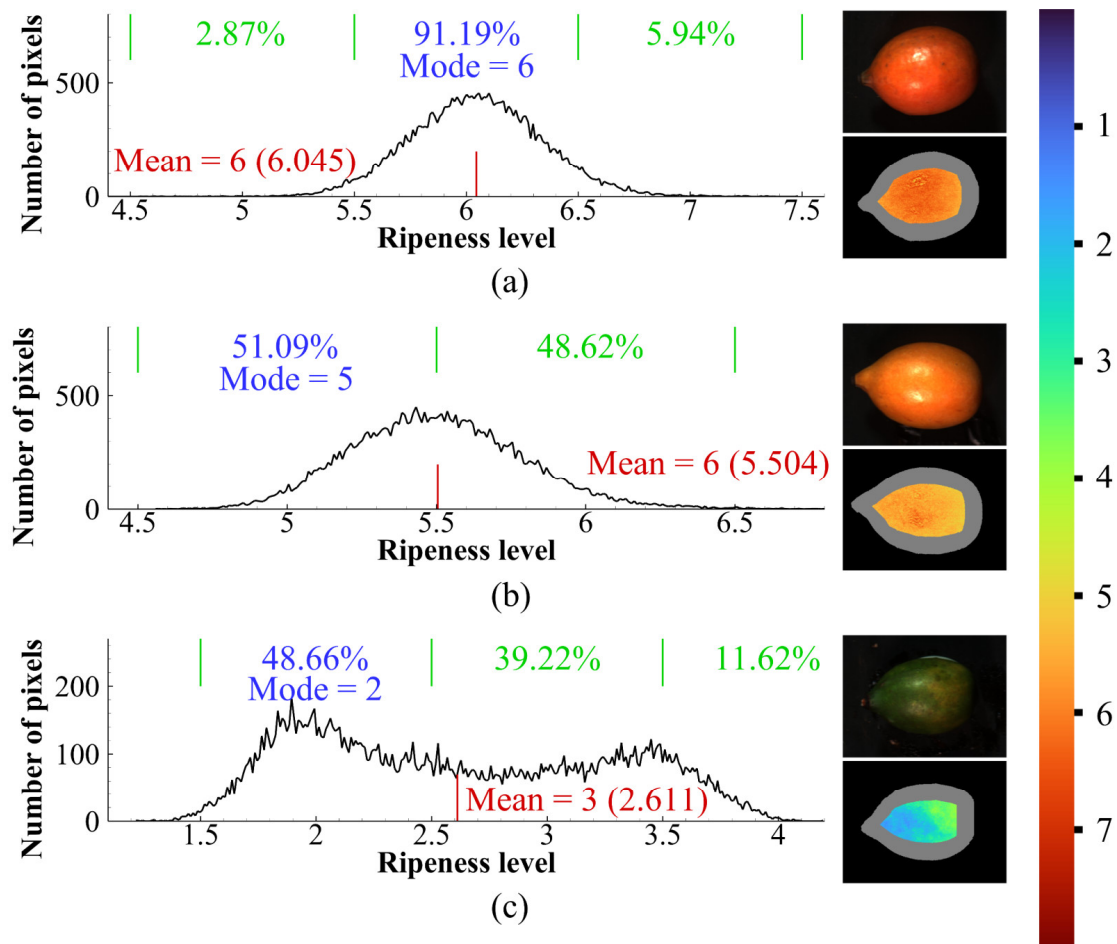 Number of pixels
500
0
2.87%
91.19%
5.94%
Mode = 6
Mean = 6 (6.045)
4.5 5 5.5 6 6.5 7 7.5
Ripeness level
(a)
Number of pixels
500
0
51.09%
48.62%
Mode = 5
Mean = 6 (5.504)
4.5 5 5.5 6 6.5
Ripeness level
(b)
Number of pixels
200
100
0
48.66%
39.22%
11.62%
Mode = 2
Mean = 3 (2.611)
1.5 2 2.5 3 3.5 4
Ripeness level
(c)
1
2
3
4
5
6
7